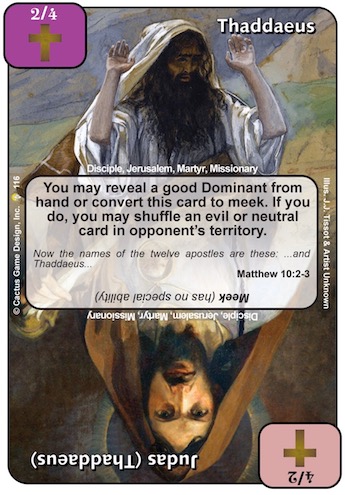 2/4
Thaddaeus
Disciple, Jerusalem, Martyr, Missionary
You may reveal a good Dominant from
hand or convert this card to meek. If you
do, you may shuffle an evil or neutral
card in opponent's territory.
Now the names of the twelve apostles are these: ...and
Thaddaeus...
Matthew 10:2-3
© Cactus Game Design, Inc. 116
Illus. J.J. Tissot & Artist Unknown
Meek (has no special ability)
Disciple, Jerusalem, Martyr, Missionary
Judas (Thaddaeus)
4/2